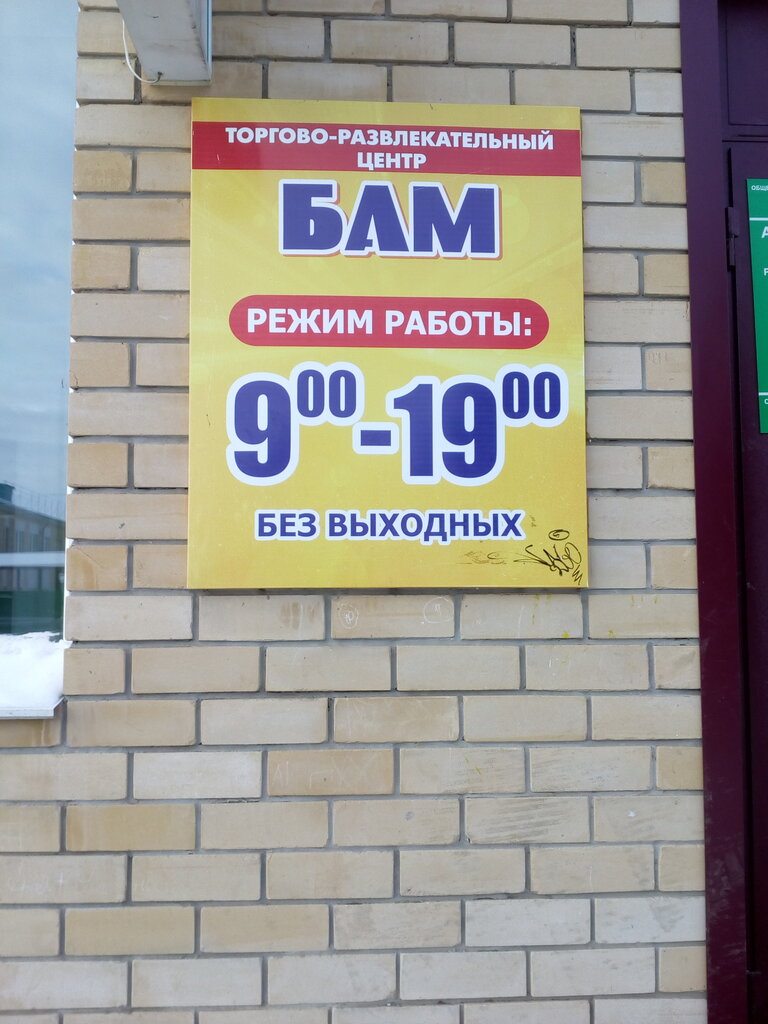 ТОРГОВО-РАЗВЛЕКАТЕЛЬНЫЙ
ЦЕНТР
БАМ
РЕЖИМ РАБОТЫ:
9⁰⁰-19⁰⁰
БЕЗ ВЫХОДНЫХ